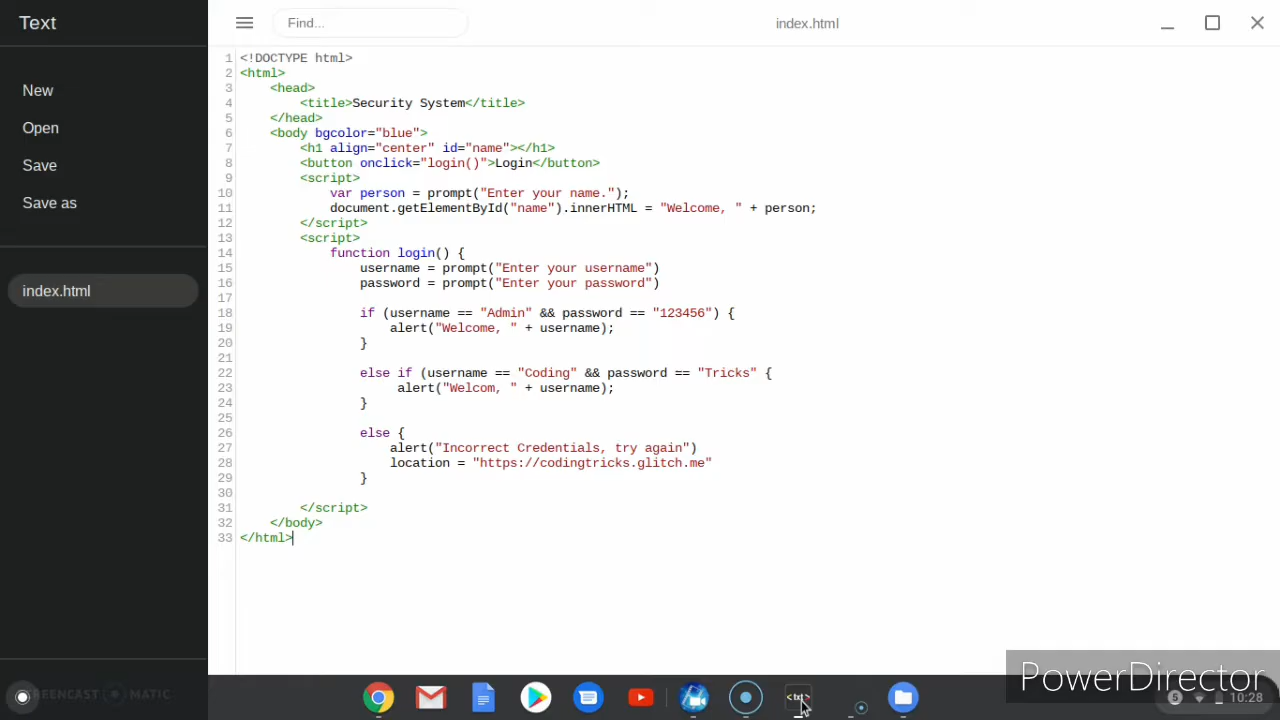 Text
Find...
index.html
New
Open
Save
Save as
index.html
1 <!DOCTYPE html>
2 <html>
3 <head>
4 <title>Security System</title>
5 </head>
6 <body bgcolor="blue">
7 <h1 align="center" id="name"></h1>
8 <button onclick="login()">Login</button>
9 <script>
10 var person = prompt("Enter your name.");
11 document.getElementById("name").innerHTML = "Welcome, " + person;
12 </script>
13 <script>
14 function login() {
15 username = prompt("Enter your username")
16 password = prompt("Enter your password")
17
18 if (username == "Admin" && password == "123456") {
19 alert("Welcome, " + username);
20 }
21
22 else if (username == "Coding" && password == "Tricks" {
23 alert("Welcom, " + username);
24 }
25
26 else {
27 alert("Incorrect Credentials, try again")
28 location = "https://codingtricks.glitch.me"
29 }
30
31 </script>
32 </body>
33 </html>
SCREENCAST MATIC
<txt>
PowerDirector
5 10:28